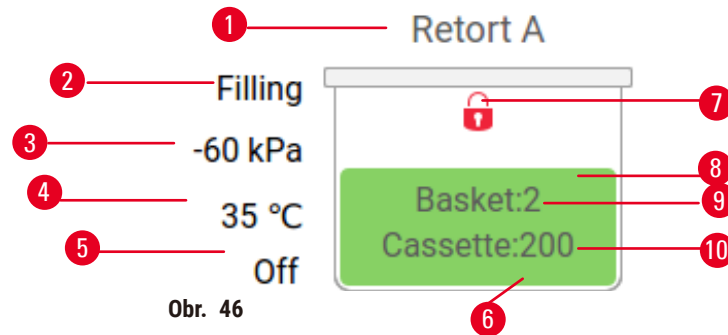 1
Retort A
2
Filling
7
3
-60 kPa
8
4
35 °C
Basket:2
9
5
Off
Cassette:200
10
Obr. 46
6